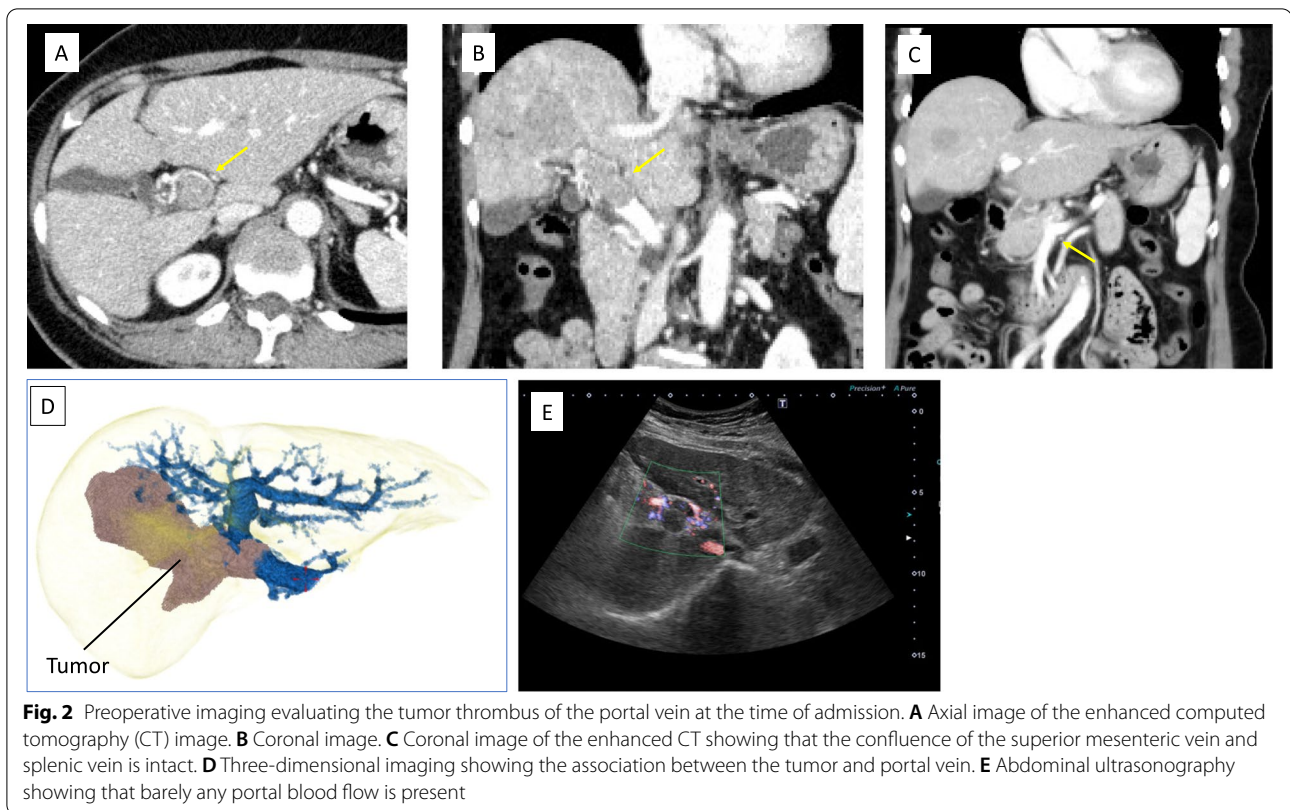 A
B
C
D
Tumor
E
Precision+ A Pure
T
0
5
10
15
Fig. 2 Preoperative imaging evaluating the tumor thrombus of the portal vein at the time of admission. A Axial image of the enhanced computed
tomography (CT) image. B Coronal image. C Coronal image of the enhanced CT showing that the confluence of the superior mesenteric vein and
splenic vein is intact. D Three-dimensional imaging showing the association between the tumor and portal vein. E Abdominal ultrasonography
showing that barely any portal blood flow is present